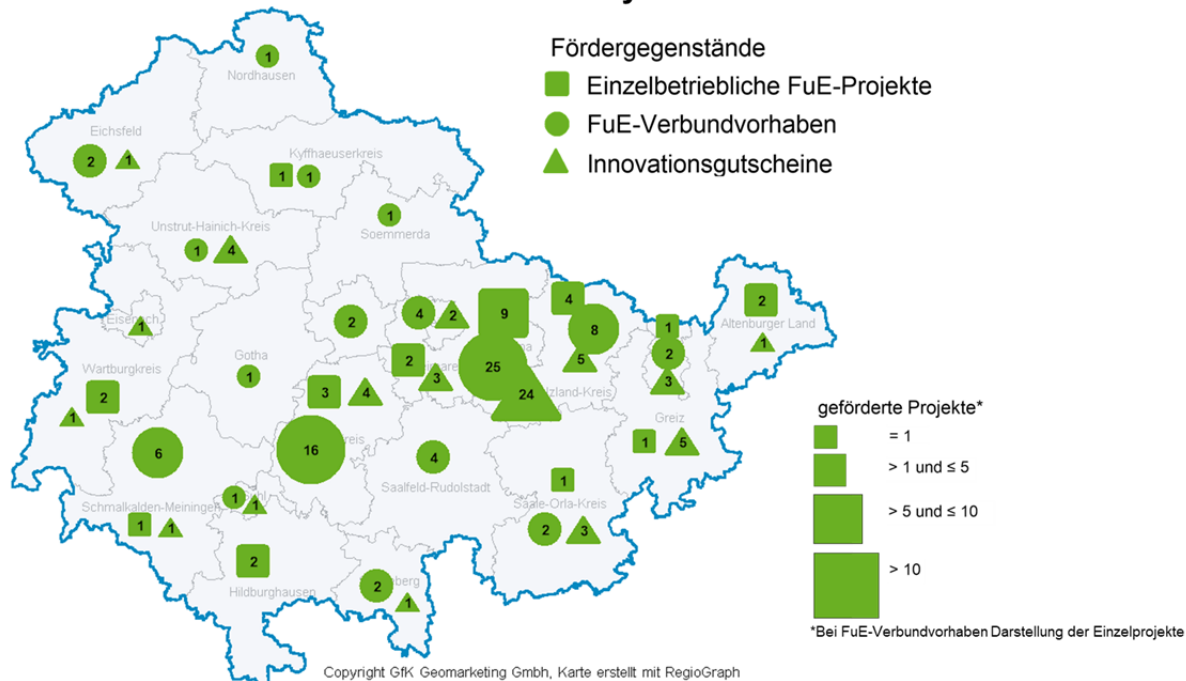 Fördergegenstände
Einzelbetriebliche FuE-Projekte
FuE-Verbundvorhaben
Innovationsgutscheine
1
Nordhausen
Eichsfeld
2 1
Kyffhaeuserkreis
1 1
1
Soemmerda
Unstrut-Hainich-Kreis
1 4
1
2
4 2
9
4
8
5
1
2
3
2
Altenburger Land
1
Gotha
1
Wartburgkreis
2
1
2
3
25
24
lzland-Kreis
3 4
16
reis
6
4
Saalfeld-Rudolstadt
Greiz
1 5
1
Saale-Orla-Kreis
2 3
1
1
Schmalkalden-Meiningen
1 1
2
Hildburghausen
2
berg
1
geförderte Projekte*
= 1
> 1 und ≤ 5
> 5 und ≤ 10
> 10
*Bei FuE-Verbundvorhaben Darstellung der Einzelprojekte
Copyright GfK Geomarketing Gmbh, Karte erstellt mit RegioGraph